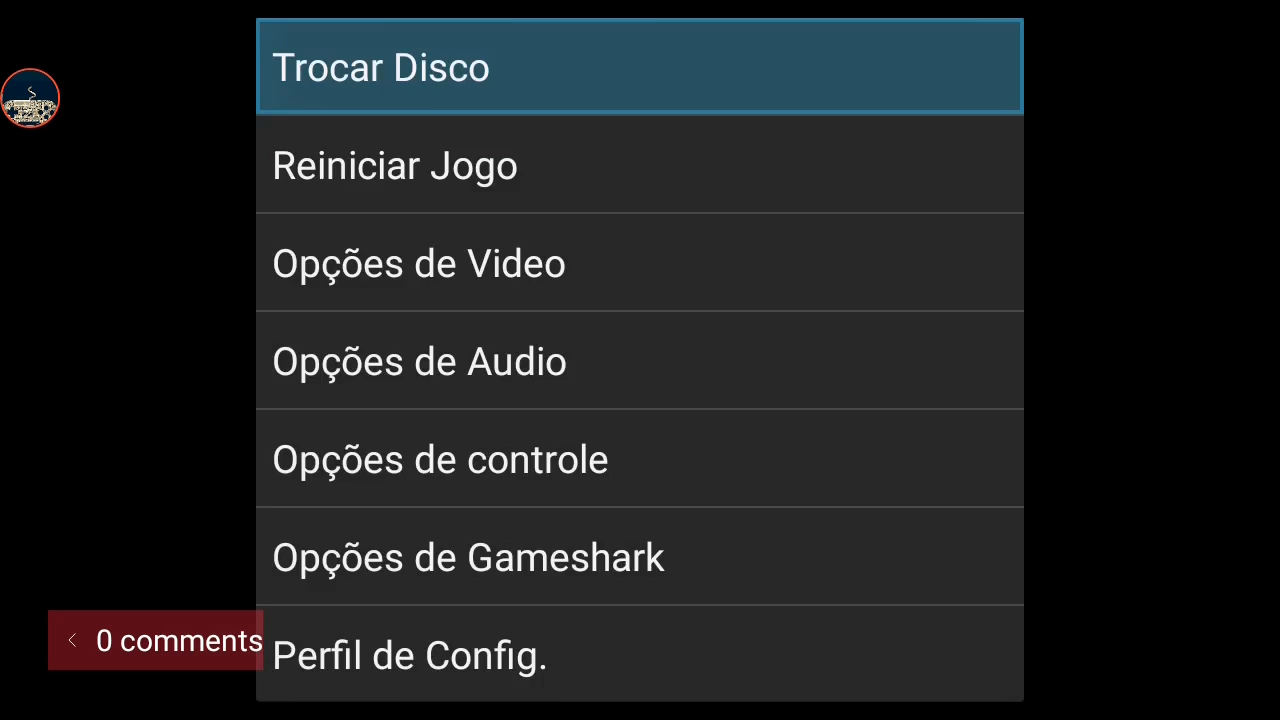 Trocar Disco
Reiniciar Jogo
Opções de Video
Opções de Audio
Opções de controle
Opções de Gameshark
0 comments
Perfil de Config.